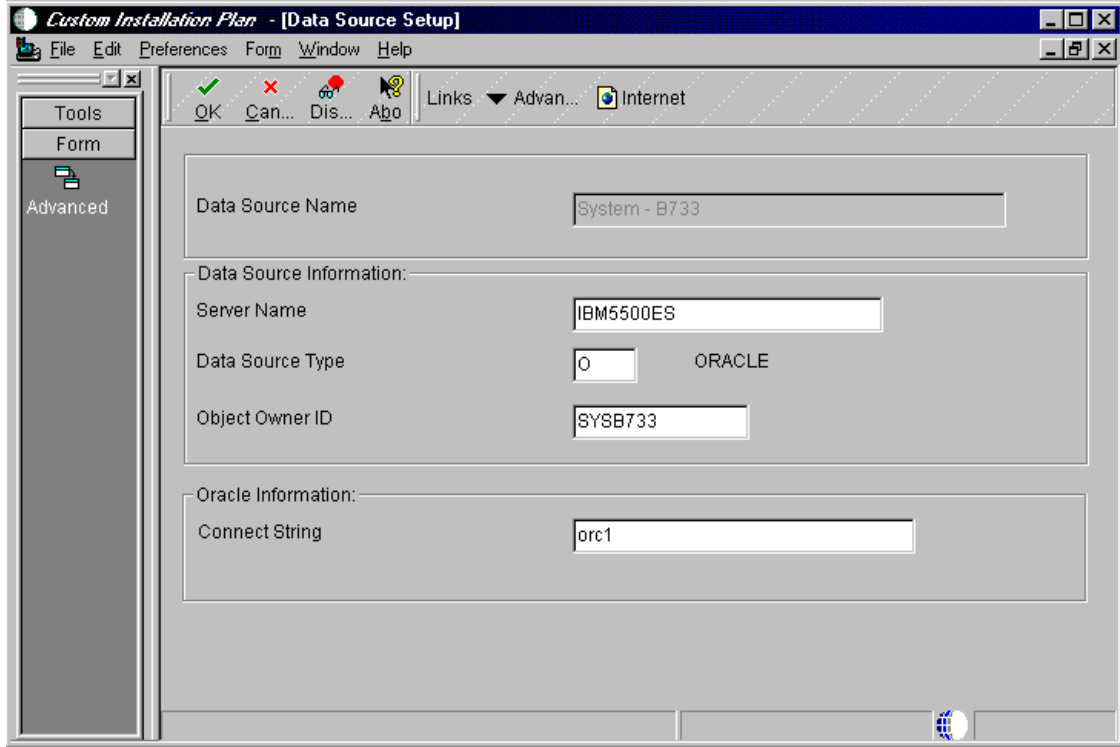 Custom Installation Plan - [Data Source Setup]
File Edit Preferences Form Window Help
OK Can... Dis... Abo Links Advan... Internet
Tools
Form
Advanced
Data Source Name System - B733
Data Source Information:
Server Name IBM5500ES
Data Source Type O ORACLE
Object Owner ID SYSB733
Oracle Information:
Connect String orc1